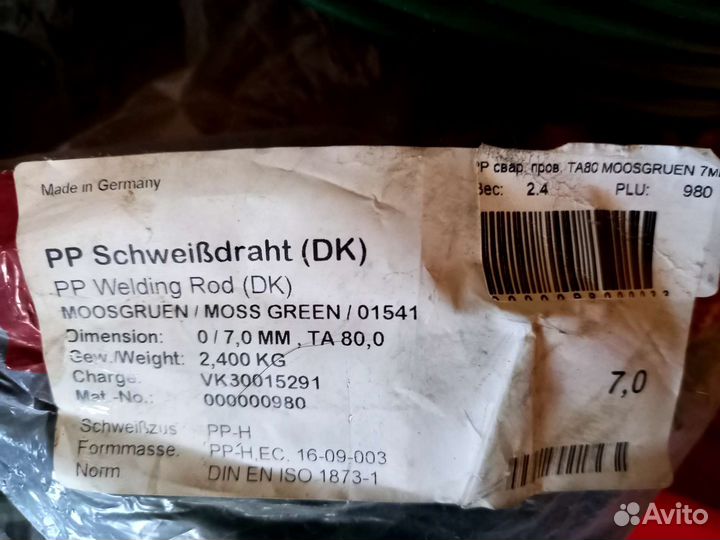 Made in Germany
PP Schweißdraht (DK)
PP Welding Rod (DK)
MOOSGRUEN / MOSS GREEN / 01541
Dimension: 0 / 7,0 MM , TA 80,0
Gew./Weight: 2,400 KG
Charge. VK30015291
Mat.-No.: 000000980
Schweißzus PP-H
Formmasse. PP-H,EC, 16-09-003
Norm DIN EN ISO 1873-1
PP свар. пров. TA80 MOOSGRUEN 7м
Вес: 2.4 PLU: 980
7,0
Avito